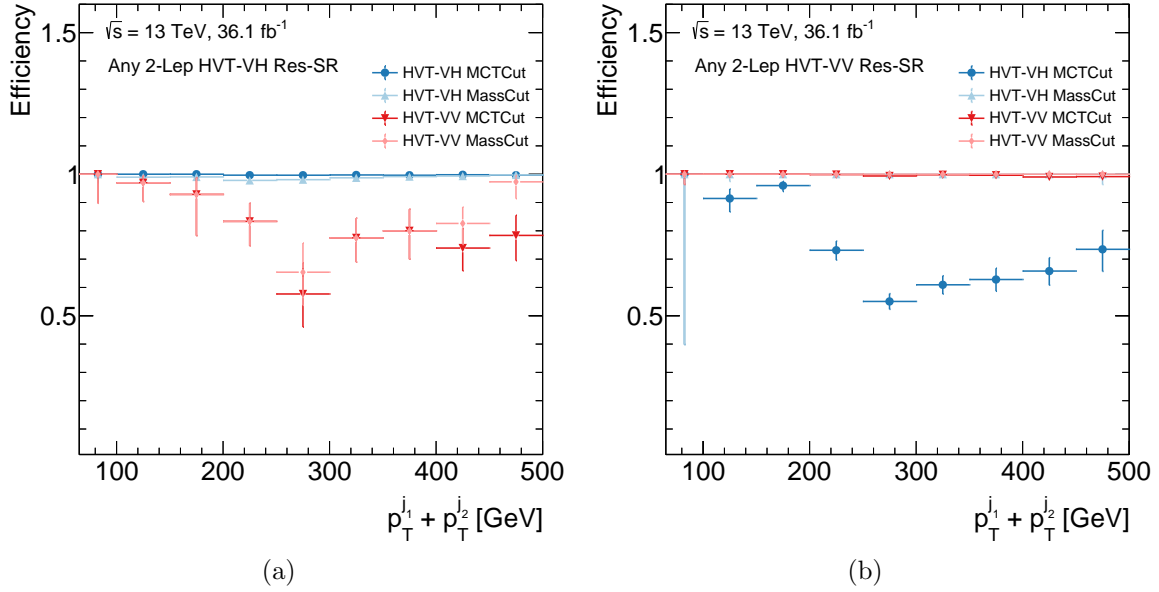 Efficiency
1.5
1
0.5
√s = 13 TeV, 36.1 fb⁻¹
Any 2-Lep HVT-VH Res-SR
HVT-VH MCTCut
HVT-VH MassCut
HVT-VV MCTCut
HVT-VV MassCut
100 200 300 400 500
p_T^{j_1} + p_T^{j_2} [GeV]
(a)
Efficiency
1.5
1
0.5
√s = 13 TeV, 36.1 fb⁻¹
Any 2-Lep HVT-VV Res-SR
HVT-VH MCTCut
HVT-VH MassCut
HVT-VV MCTCut
HVT-VV MassCut
100 200 300 400 500
p_T^{j_1} + p_T^{j_2} [GeV]
(b)